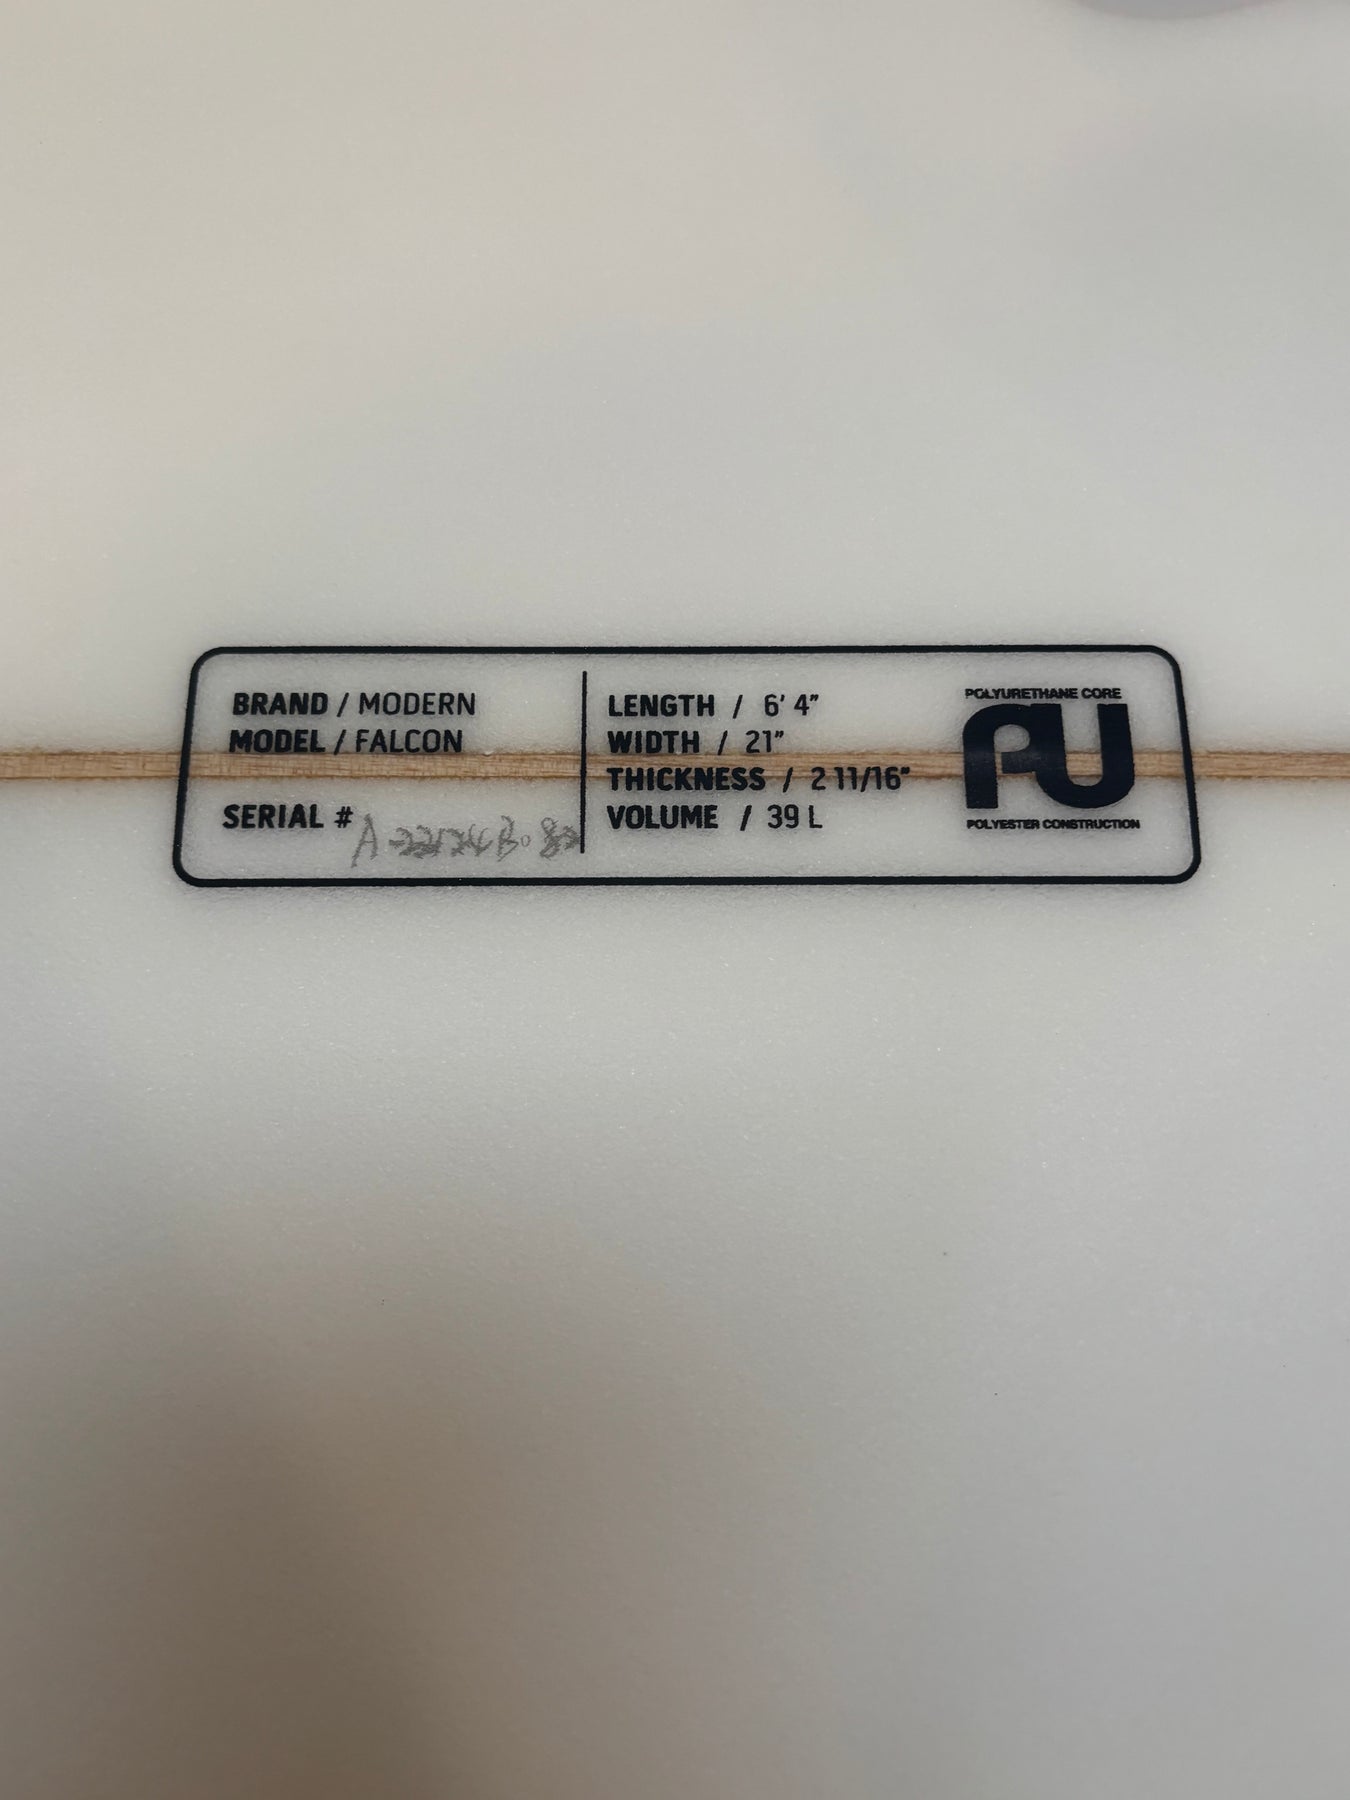 BRAND / MODERN
MODEL / FALCON
SERIAL #
LENGTH / 6' 4"
WIDTH / 21"
THICKNESS / 2 11/16"
VOLUME / 39 L
POLYURETHANE CORE
PU
POLYESTER CONSTRUCTION